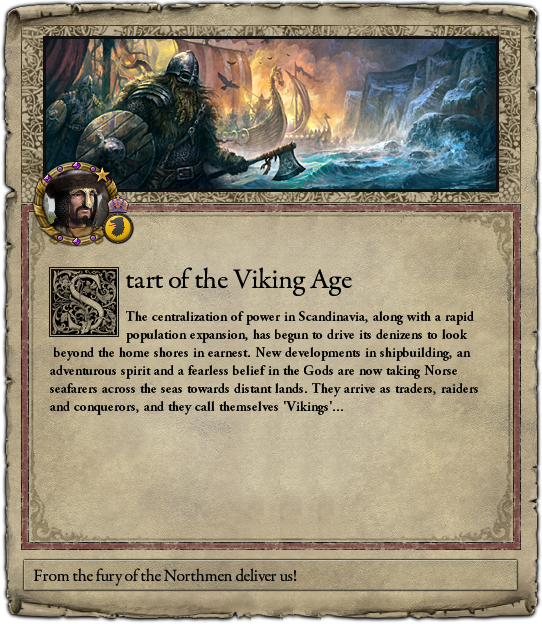 Start of the Viking Age
The centralization of power in Scandinavia, along with a rapid
population expansion, has begun to drive its denizens to look
beyond the home shores in earnest. New developments in shipbuilding, an
adventurous spirit and a fearless belief in the Gods are now taking Norse
seafarers across the seas towards distant lands. They arrive as traders, raiders
and conquerors, and they call themselves 'Vikings'...
From the fury of the Northmen deliver us!